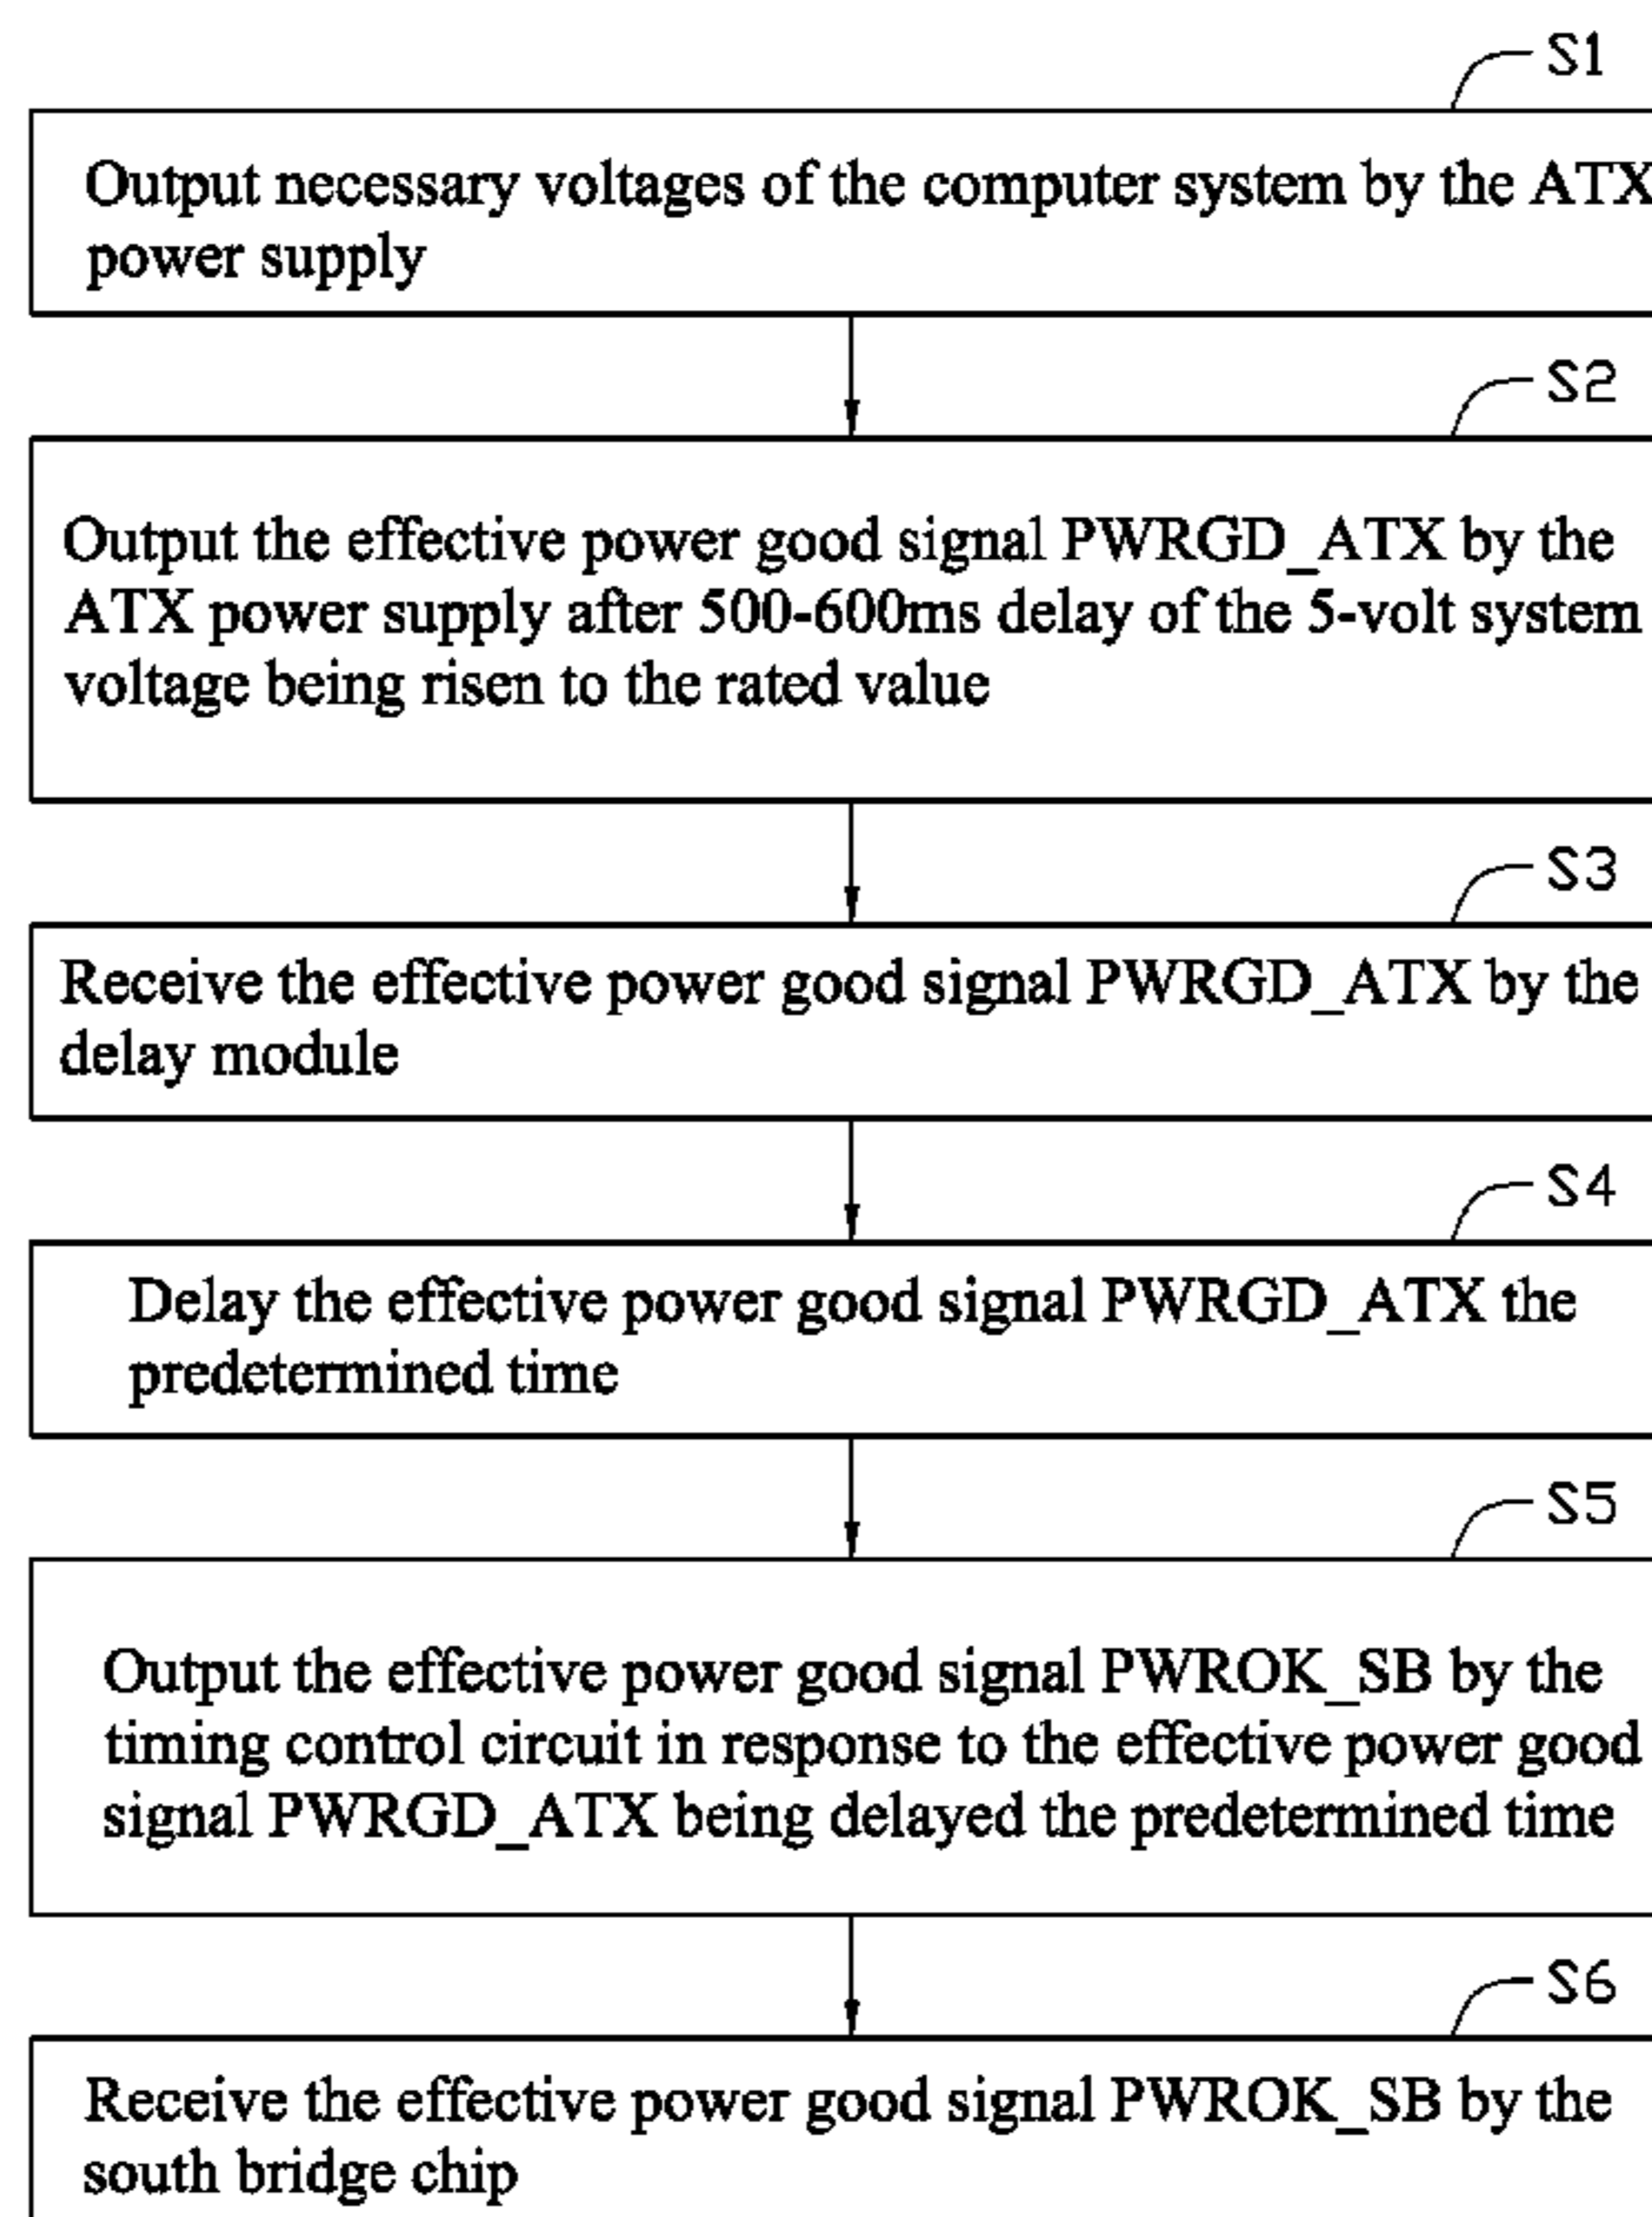 S1
Output necessary voltages of the computer system by the ATX
power supply
S2
Output the effective power good signal PWRGD_ATX by the
ATX power supply after 500-600ms delay of the 5-volt system
voltage being risen to the rated value
S3
Receive the effective power good signal PWRGD_ATX by the
delay module
S4
Delay the effective power good signal PWRGD_ATX the
predetermined time
S5
Output the effective power good signal PWROK_SB by the
timing control circuit in response to the effective power good
signal PWRGD_ATX being delayed the predetermined time
S6
Receive the effective power good signal PWROK_SB by the
south bridge chip